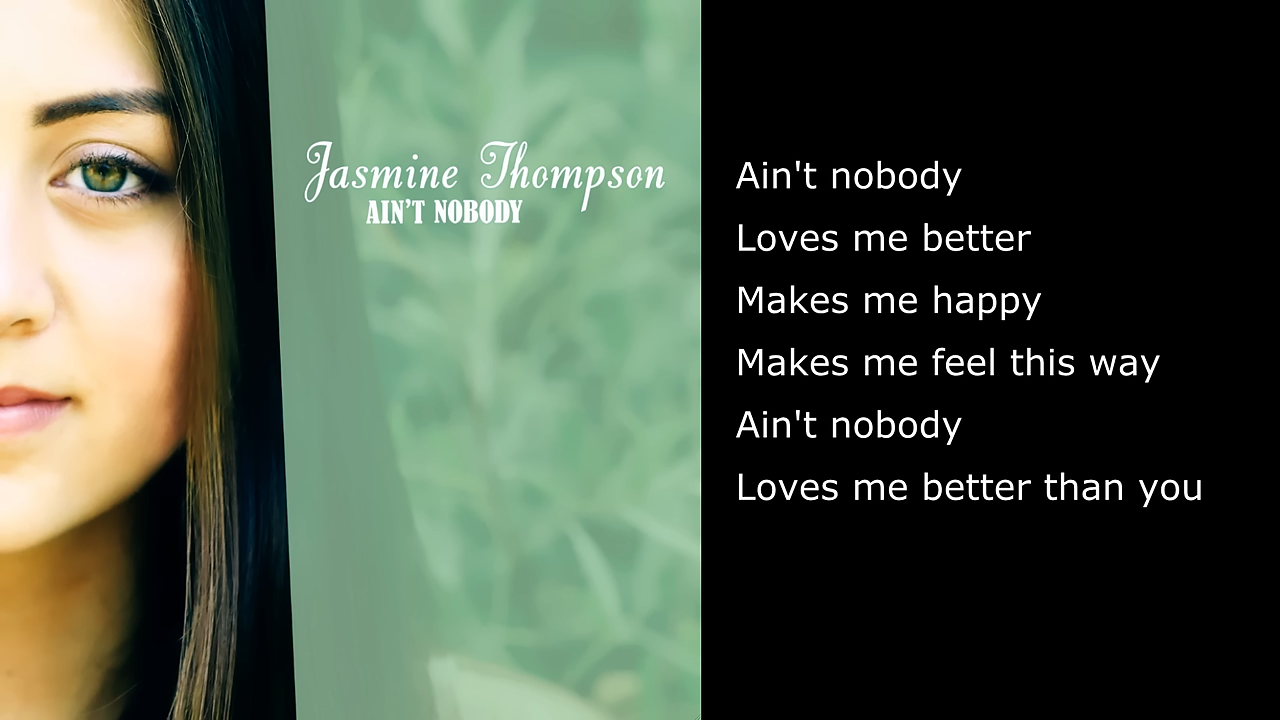 Jasmine Thompson
AIN'T NOBODY
Ain't nobody
Loves me better
Makes me happy
Makes me feel this way
Ain't nobody
Loves me better than you